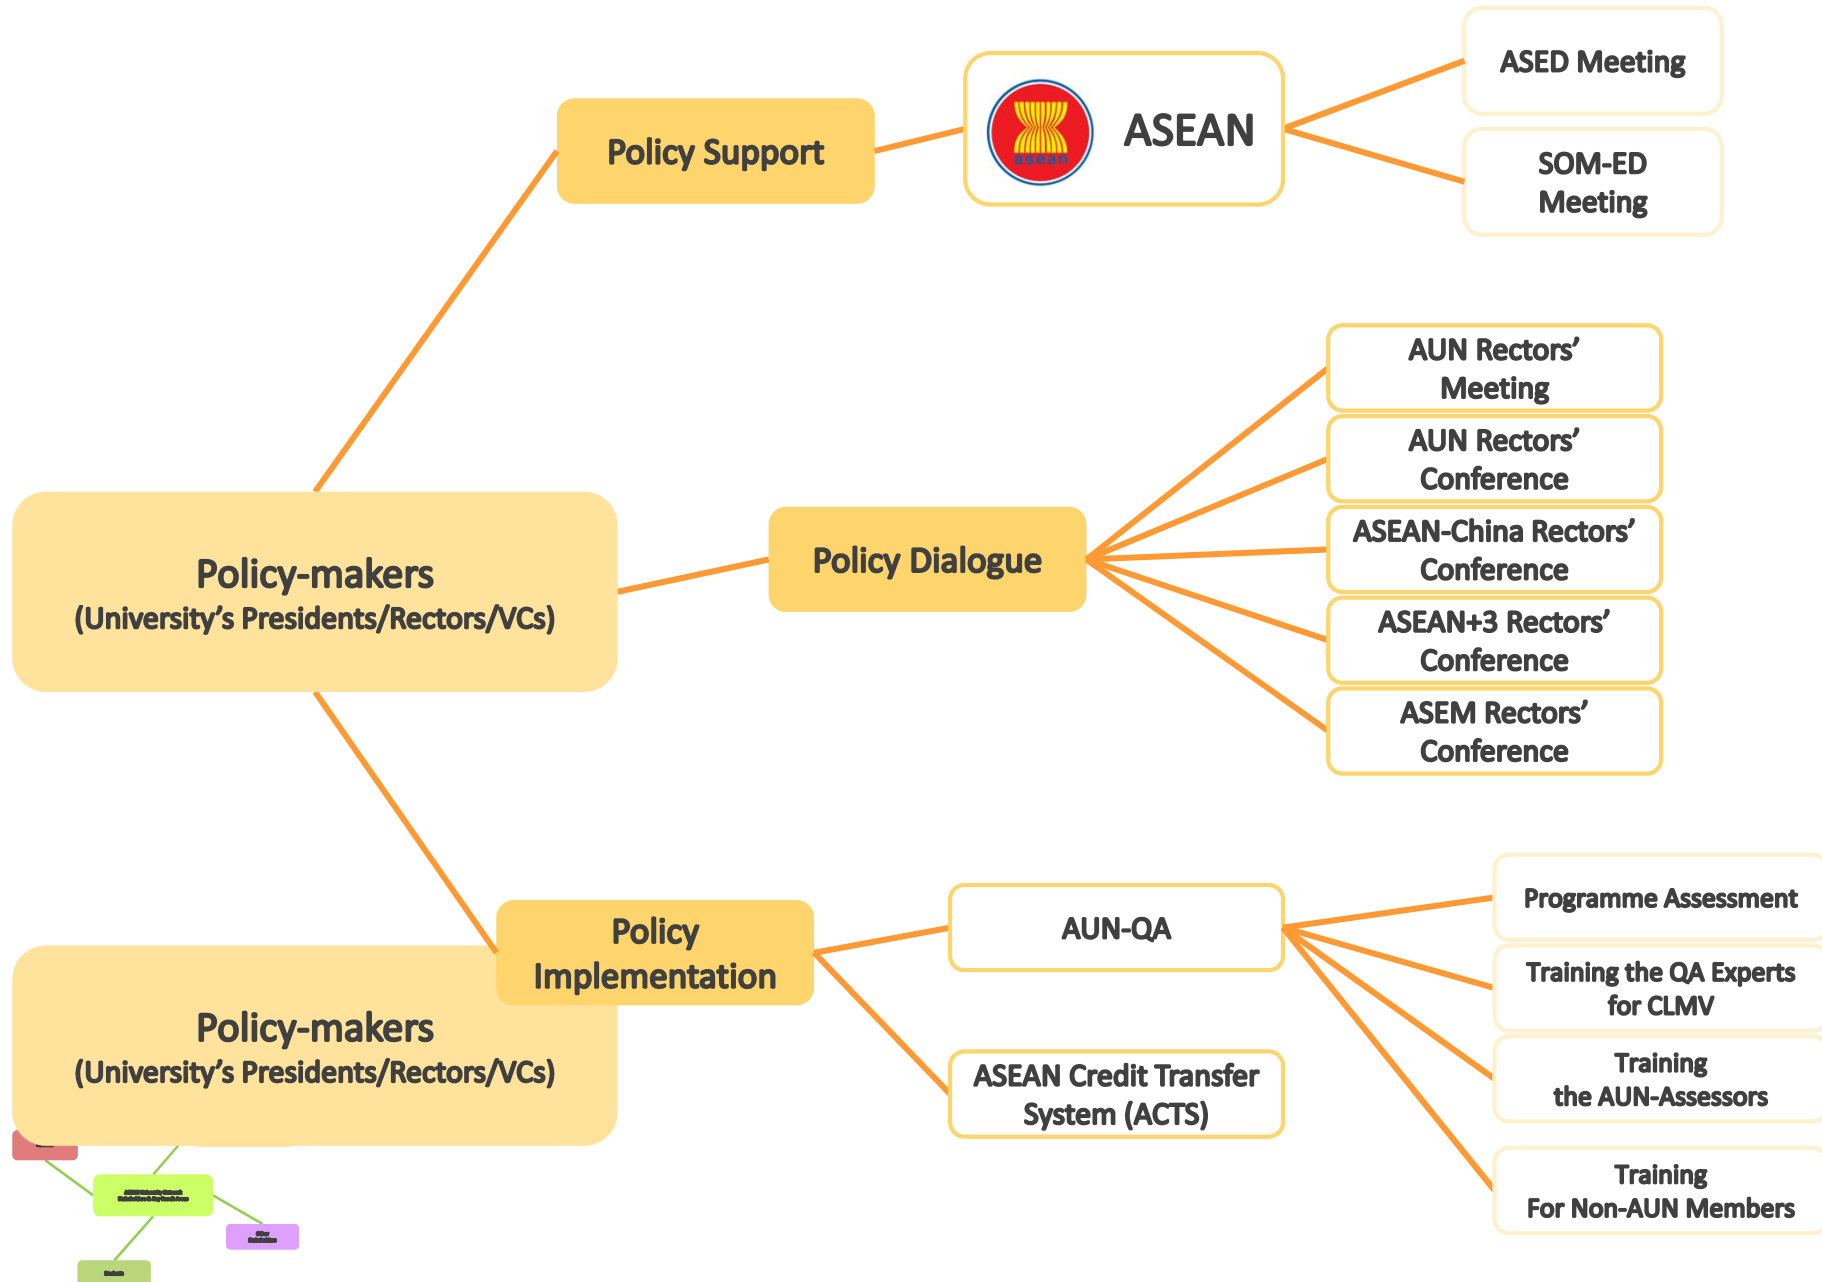 ASED Meeting
asean
ASEAN
Policy Support
SOM-ED
Meeting
AUN Rectors’
Meeting
AUN Rectors’
Conference
ASEAN-China Rectors’
Conference
Policy Dialogue
Policy-makers
(University’s Presidents/Rectors/VCs)
ASEAN+3 Rectors’
Conference
ASEM Rectors’
Conference
Programme Assessment
Policy
Implementation
AUN-QA
Training the QA Experts
for CLMV
Policy-makers
(University’s Presidents/Rectors/VCs)
Training
the AUN-Assessors
ASEAN Credit Transfer
System (ACTS)
Training
For Non-AUN Members